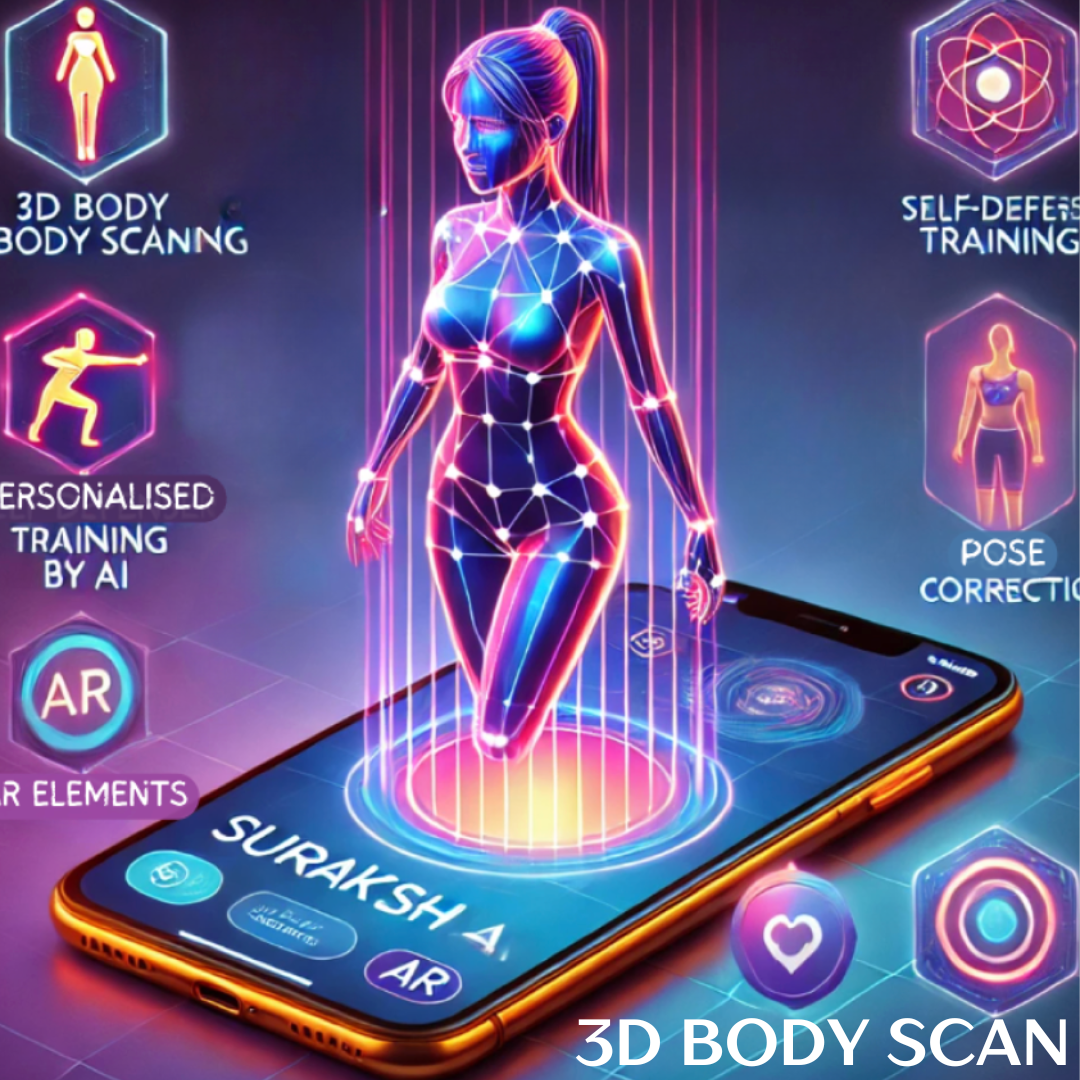 3D BODY
BODY SCANING
ERSONALISED
TRAINING
BY AI
AR
R ELEMENTS
SELF-DEFE
TRAINING
POSE
CORRECTIO
SURAKSH A
AR
3D BODY SCAN